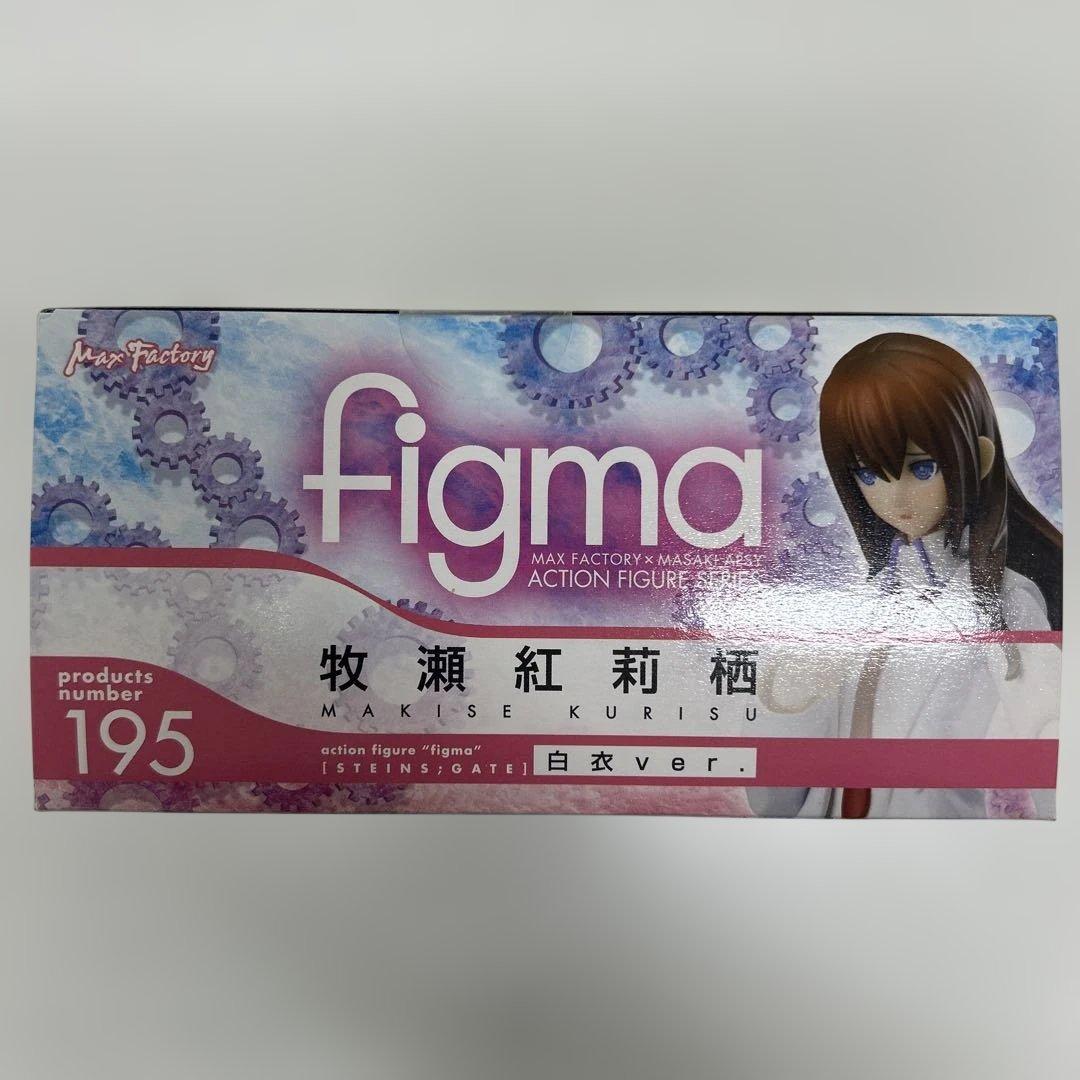 Max Factory
figma
MAX FACTORY × MASAKI APSY
ACTION FIGURE SERIES
牧瀬紅莉栖
MAKISE KURISU
products
number
195
action figure "figma"
[STEINS;GATE]
白衣ver.